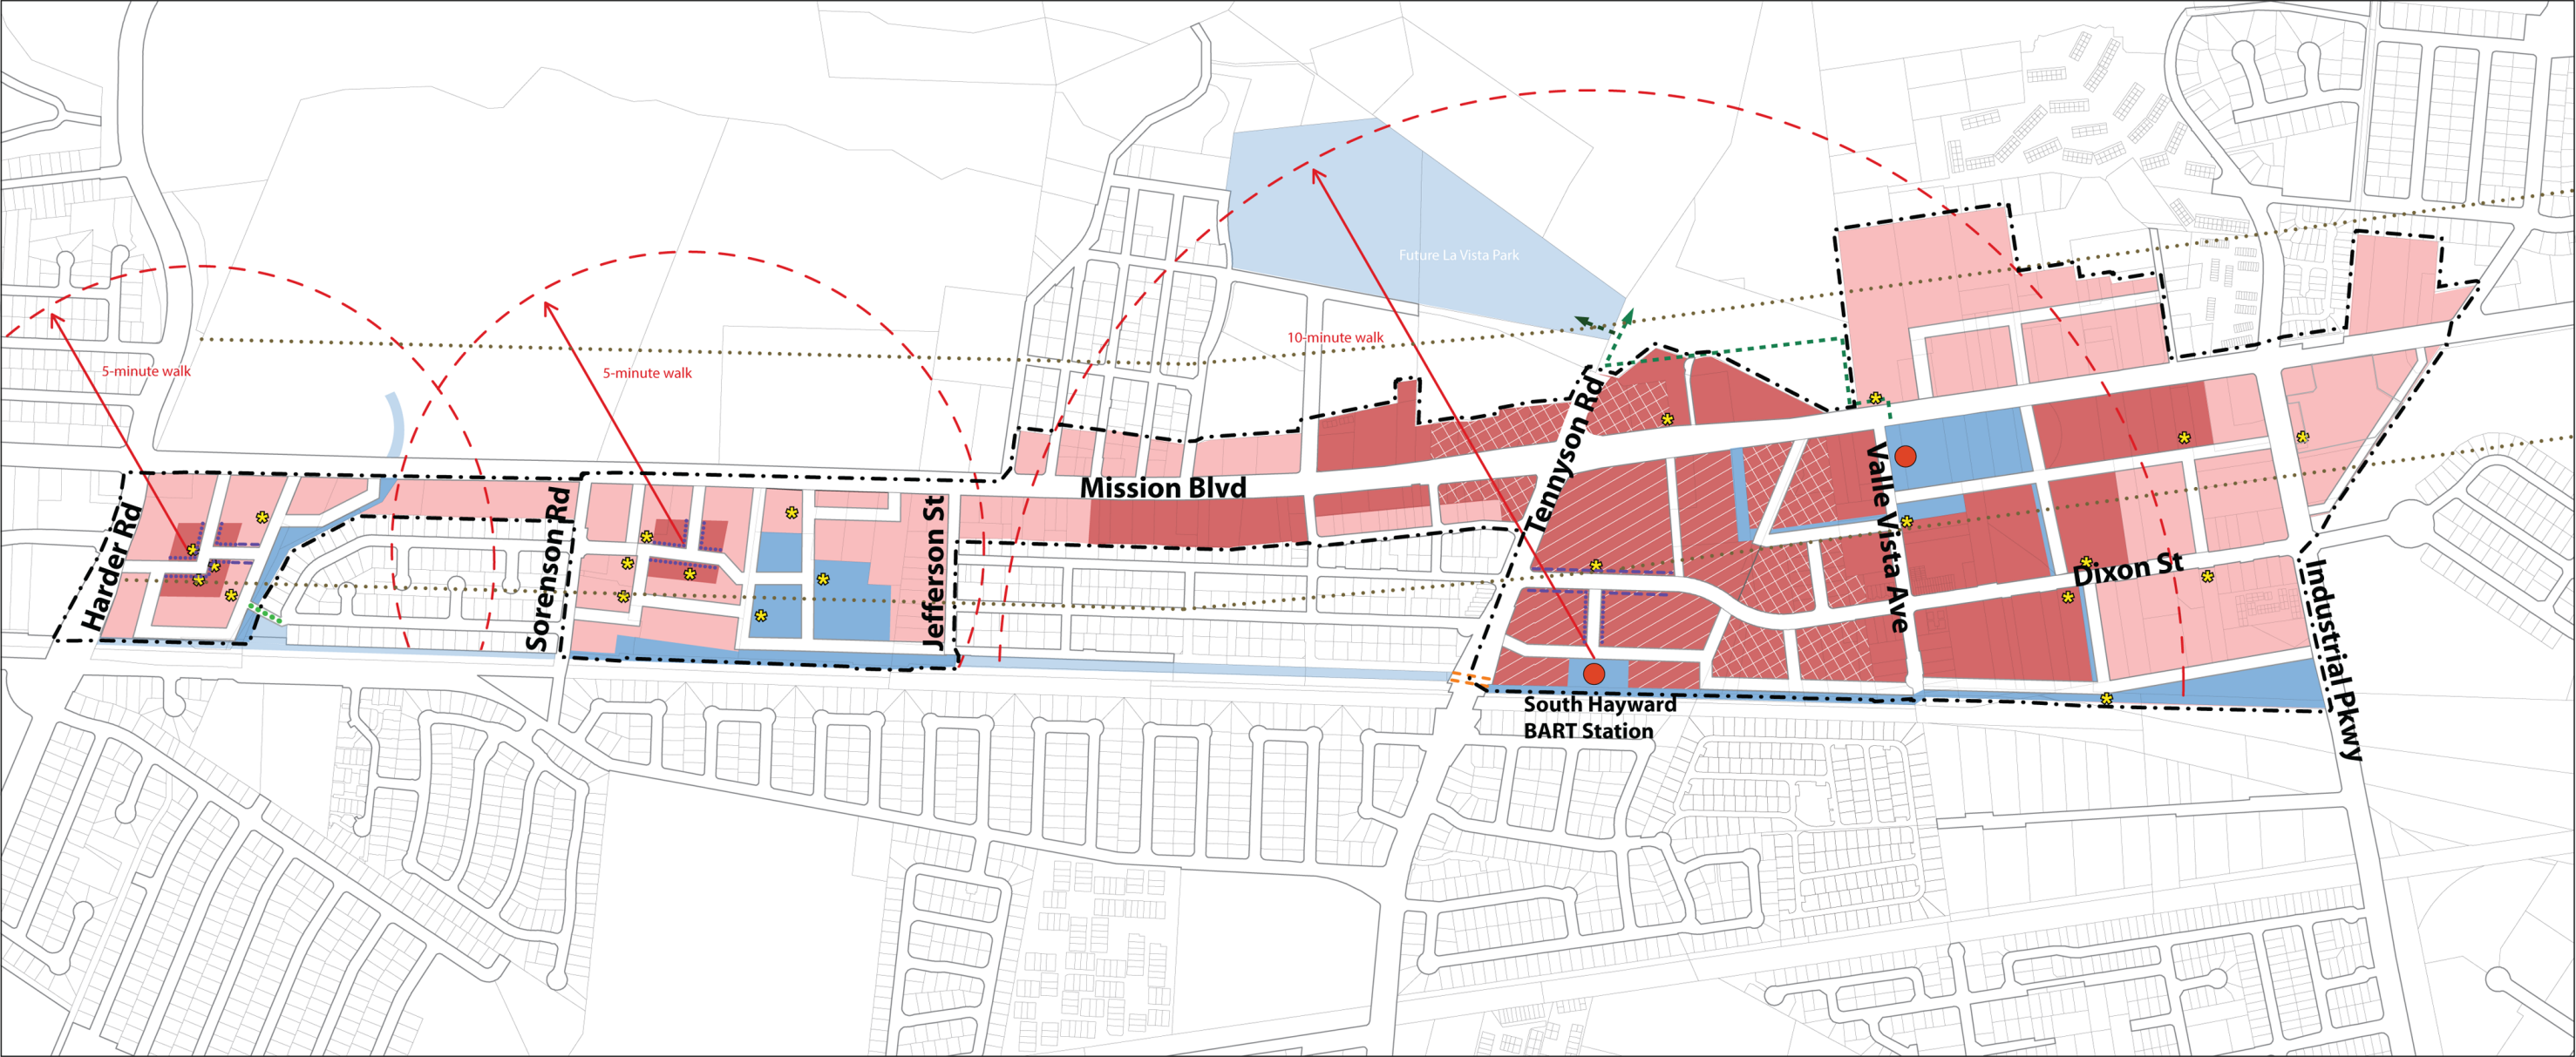 Future La Vista Park
10-minute walk
5-minute walk
5-minute walk
Mission Blvd
Tennyson Rd
Valle Vista Ave
Harder Rd
Sorenson Rd
Jefferson St
Dixon St
Industrial Pkwy
South Hayward
BART Station